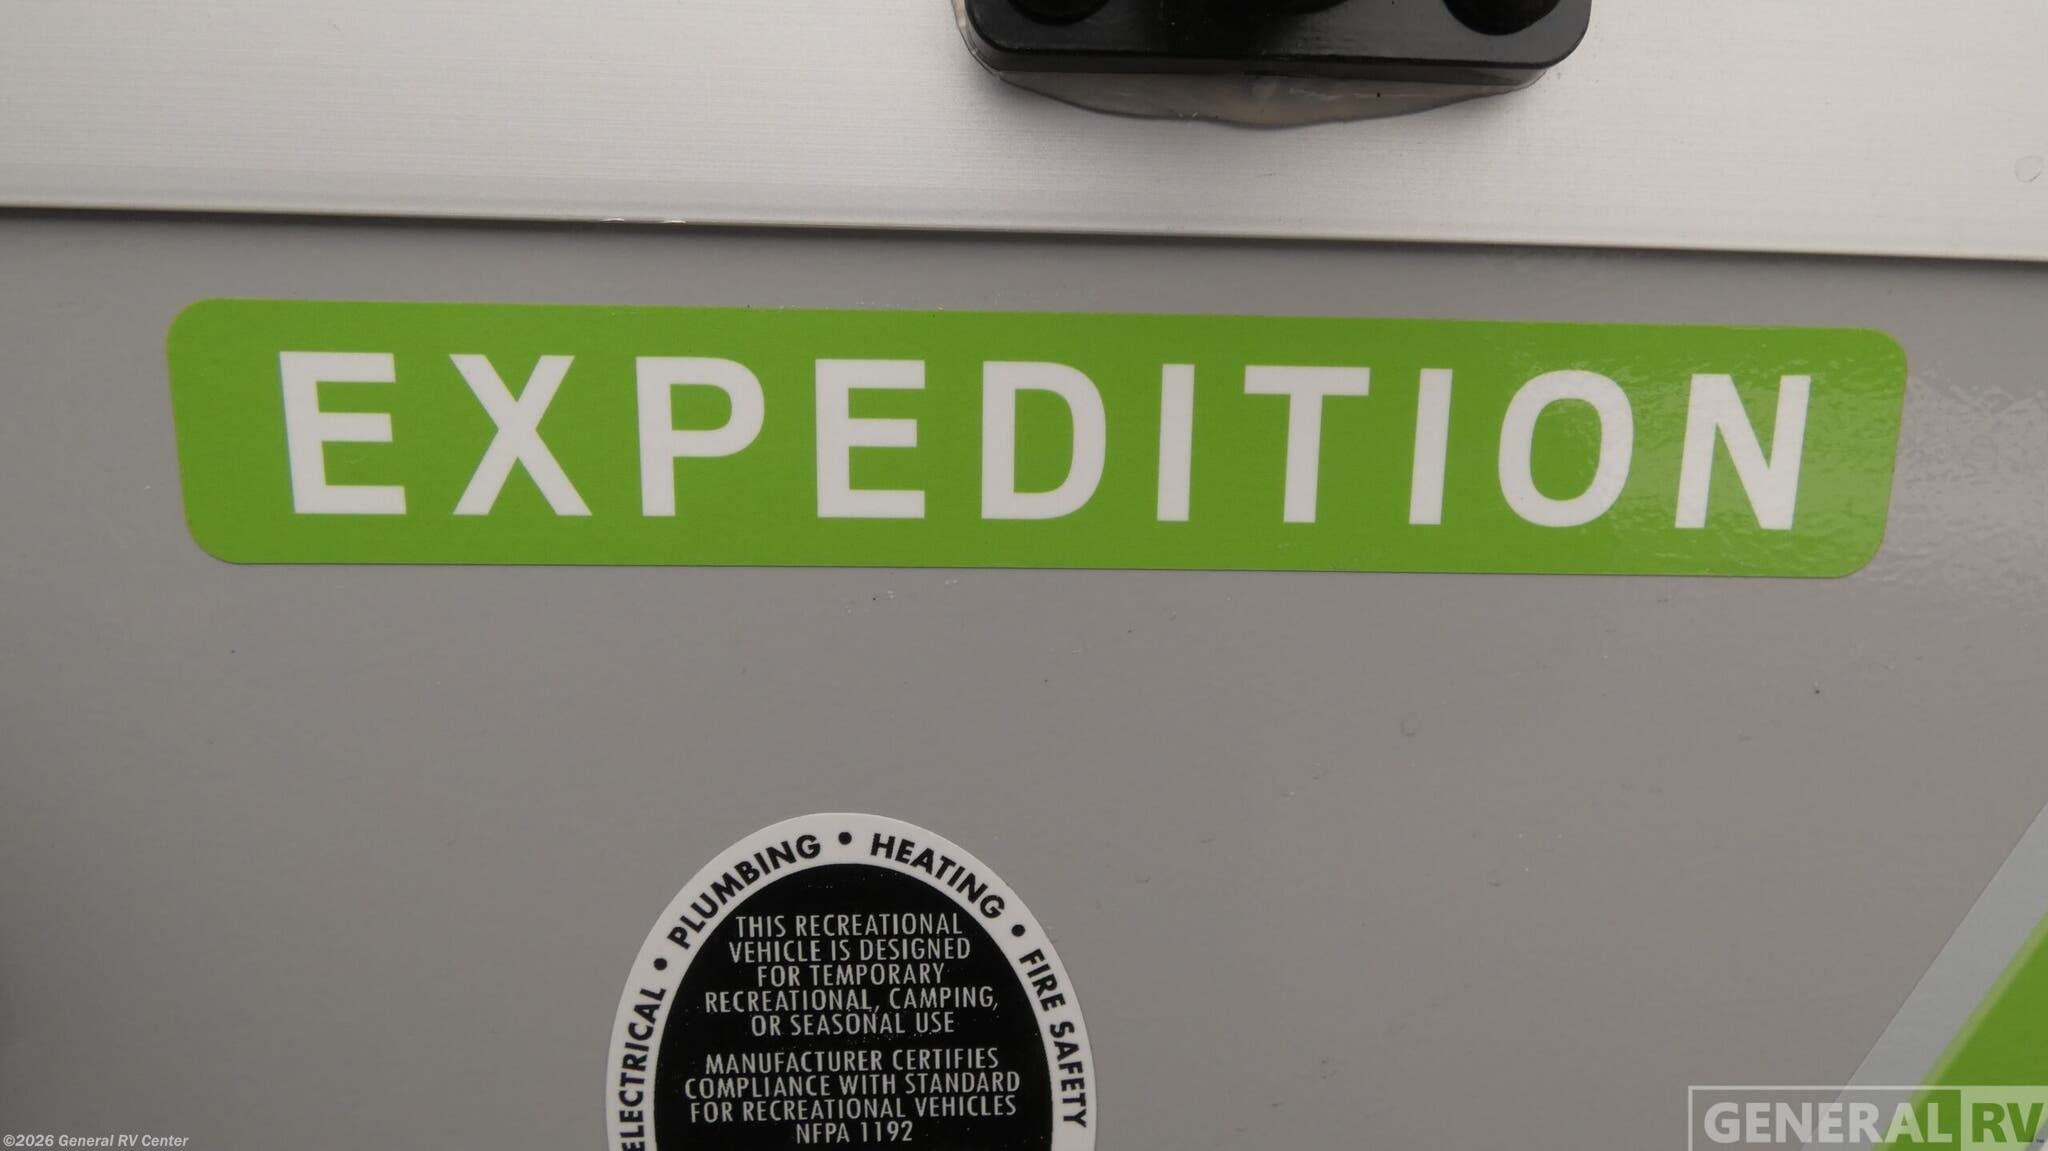 EXPEDITION
ELECTRICAL • PLUMBING • HEATING • FIRE SAFETY
THIS RECREATIONAL
VEHICLE IS DESIGNED
FOR TEMPORARY
RECREATIONAL, CAMPING,
OR SEASONAL USE
MANUFACTURER CERTIFIES
COMPLIANCE WITH STANDARD
FOR RECREATIONAL VEHICLES
NFPA 1192
©2026 General RV Center
GENERAL RV™